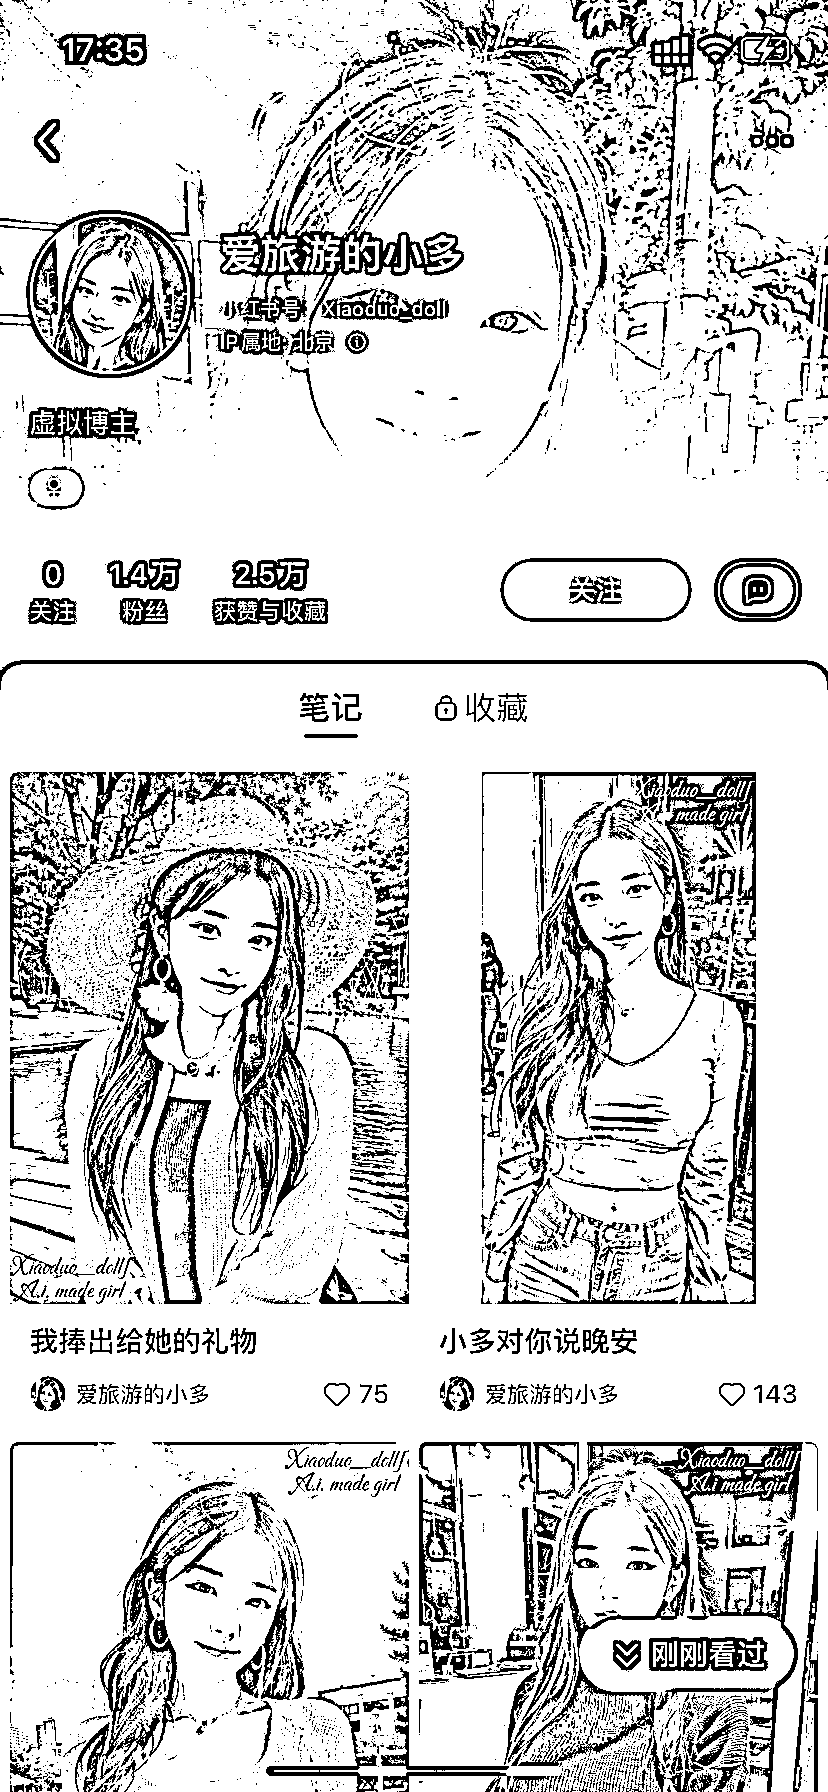 17:35
爱旅游的小多
小红书号：Xiaoduo_doll
IP属地：北京
虚拟博主
0 1.4万 2.5万
关注 粉丝 获赞与收藏 关注
笔记 收藏
Xiaoduo__doll
made girl
Xiaoduo__doll
A.i. made girl
我捧出给她的礼物 小多对你说晚安
爱旅游的小多 75 爱旅游的小多 143
Xiaoduo__doll
A.i. made girl
Xiaoduo__doll
A.i made girl
刚刚看过